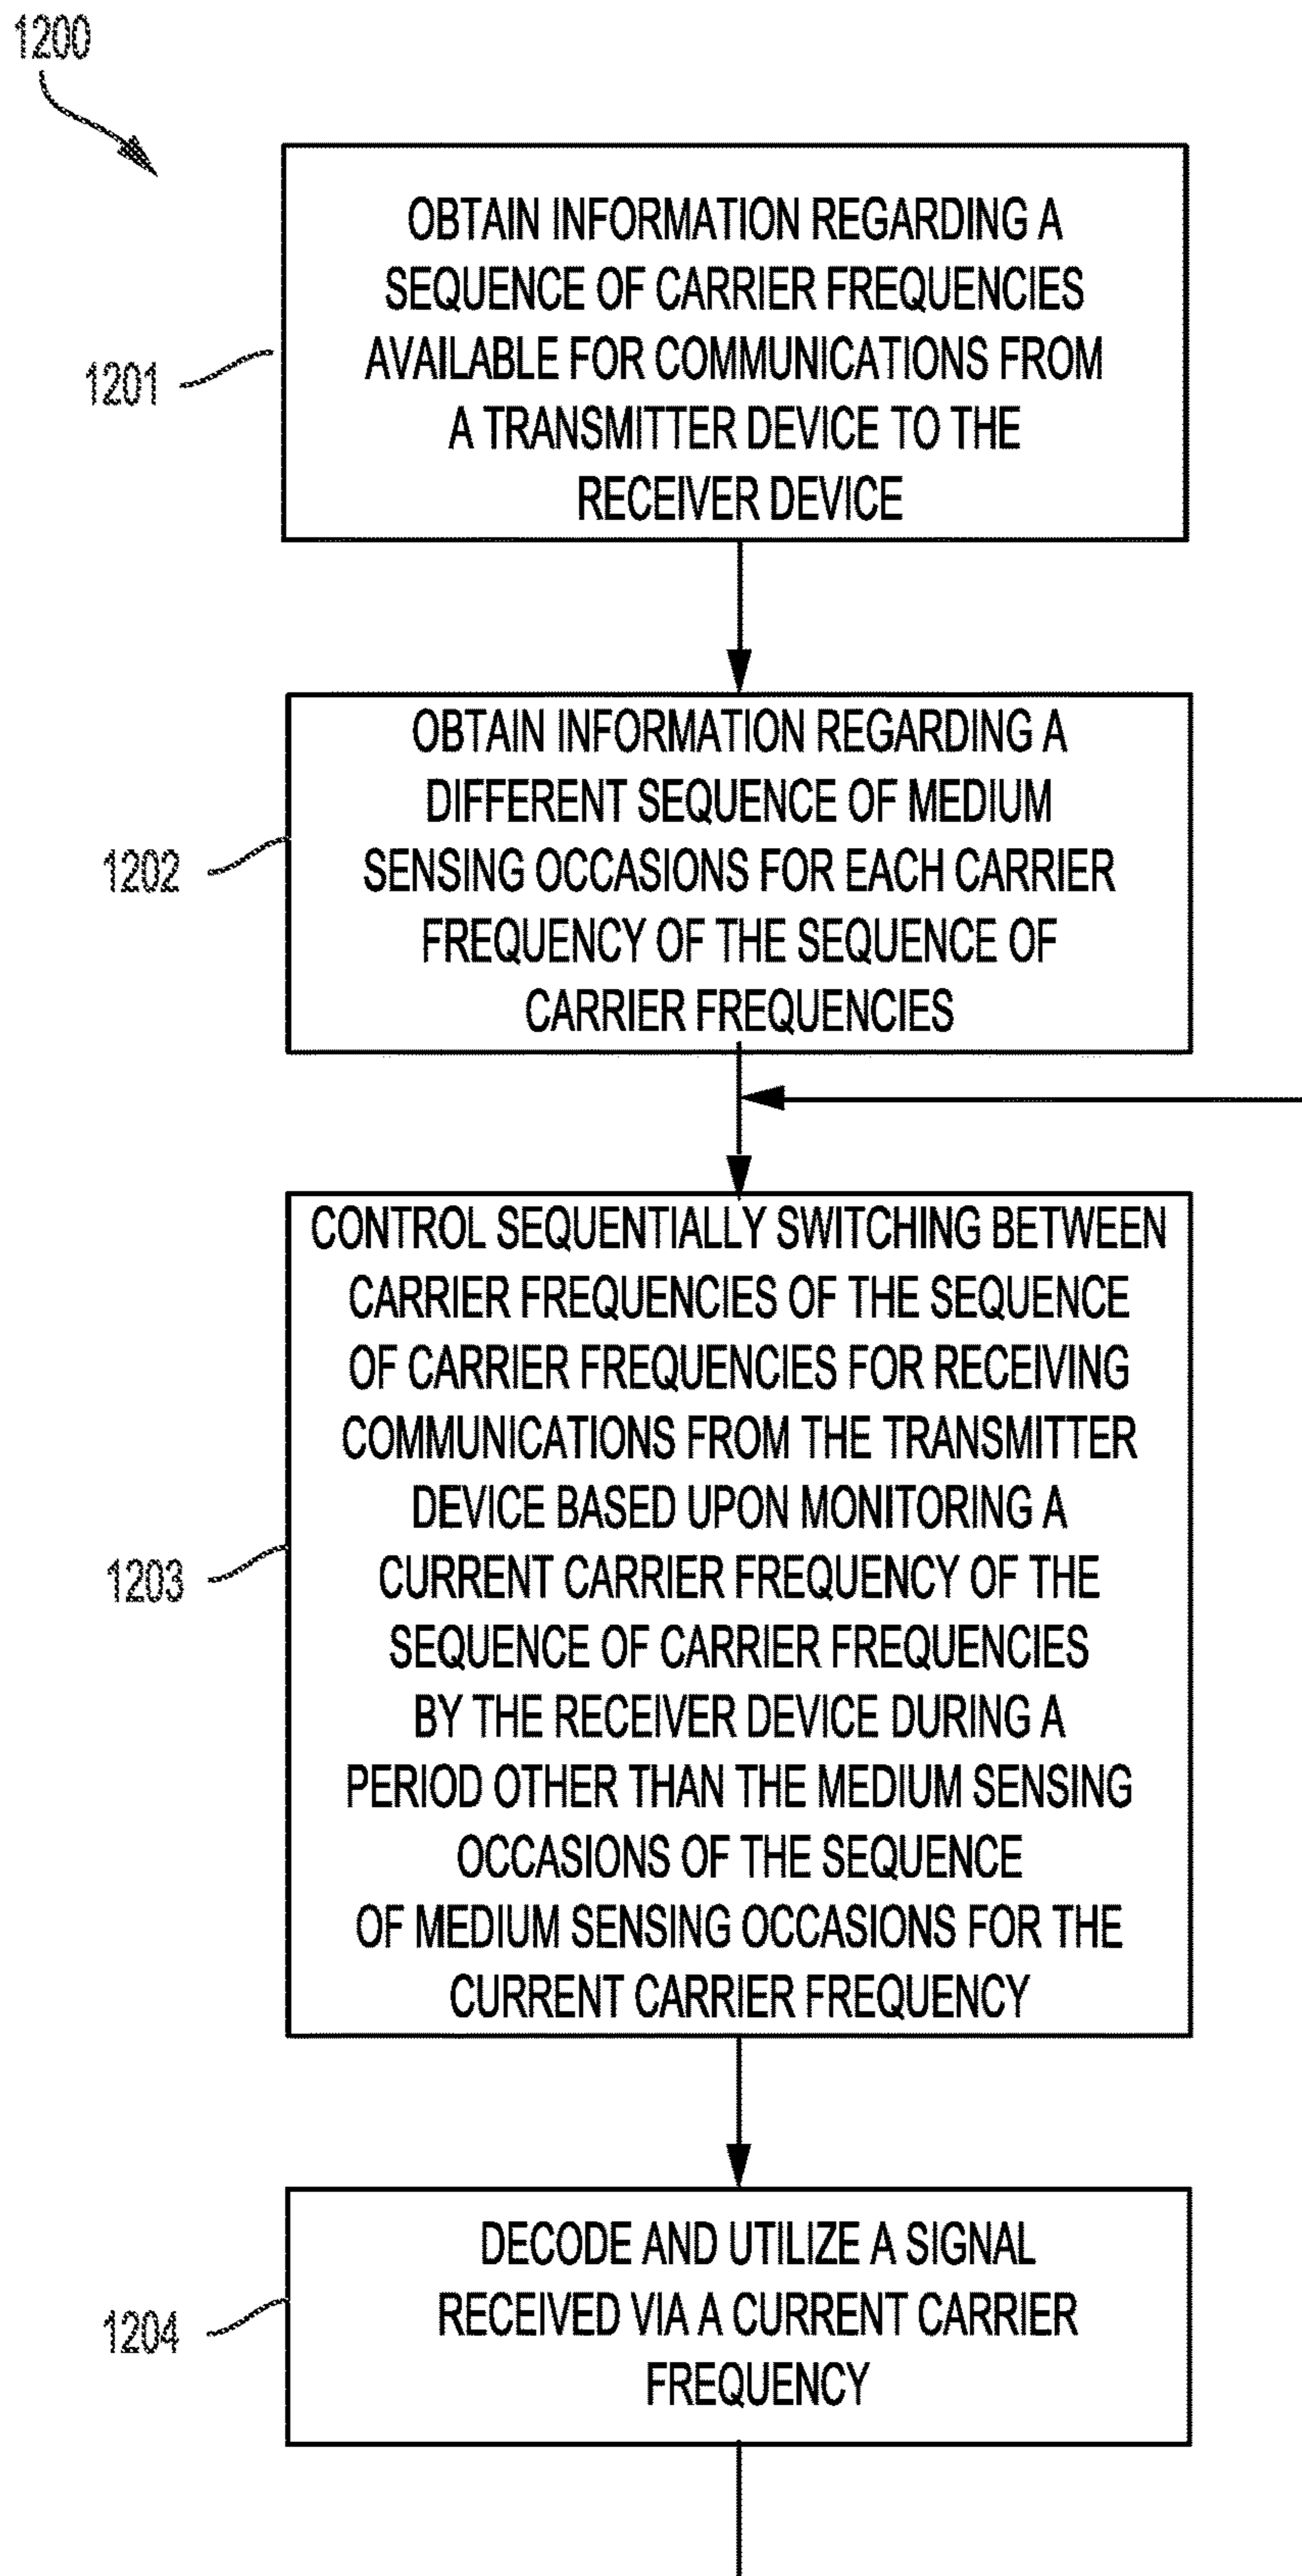 1200
OBTAIN INFORMATION REGARDING A
SEQUENCE OF CARRIER FREQUENCIES
AVAILABLE FOR COMMUNICATIONS FROM
A TRANSMITTER DEVICE TO THE
RECEIVER DEVICE
1201
OBTAIN INFORMATION REGARDING A
DIFFERENT SEQUENCE OF MEDIUM
SENSING OCCASIONS FOR EACH CARRIER
FREQUENCY OF THE SEQUENCE OF
CARRIER FREQUENCIES
1202
CONTROL SEQUENTIALLY SWITCHING BETWEEN
CARRIER FREQUENCIES OF THE SEQUENCE
OF CARRIER FREQUENCIES FOR RECEIVING
COMMUNICATIONS FROM THE TRANSMITTER
DEVICE BASED UPON MONITORING A
CURRENT CARRIER FREQUENCY OF THE
SEQUENCE OF CARRIER FREQUENCIES
BY THE RECEIVER DEVICE DURING A
PERIOD OTHER THAN THE MEDIUM SENSING
OCCASIONS OF THE SEQUENCE
OF MEDIUM SENSING OCCASIONS FOR THE
CURRENT CARRIER FREQUENCY
1203
DECODE AND UTILIZE A SIGNAL
RECEIVED VIA A CURRENT CARRIER
FREQUENCY
1204